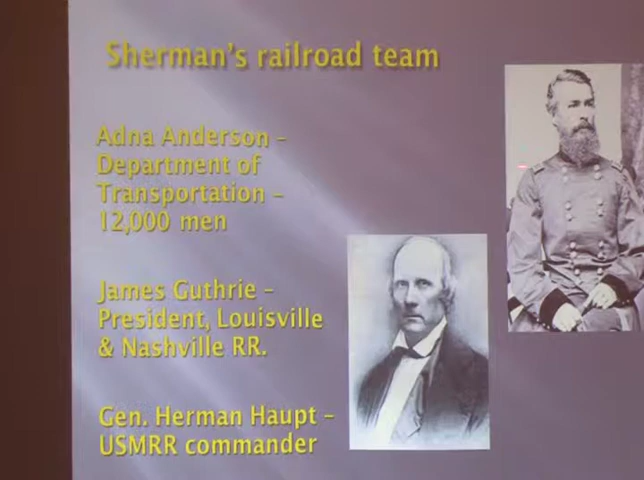 Sherman's railroad team
Adna Anderson –
Department of
Transportation –
12,000 men
James Guthrie –
President, Louisville
& Nashville RR.
Gen. Herman Haupt –
USMRR commander